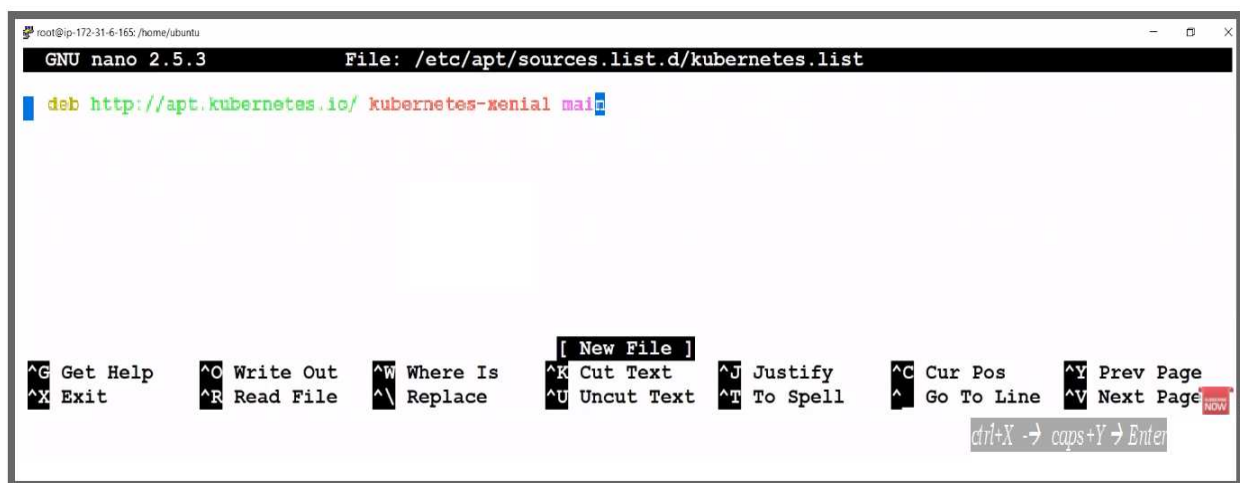 root@ip-172-31-6-165: /home/ubuntu
GNU nano 2.5.3 File: /etc/apt/sources.list.d/kubernetes.list
deb http://apt.kubernetes.io/ kubernetes-xenial main
[ New File ]
^G Get Help ^O Write Out ^W Where Is ^K Cut Text ^J Justify ^C Cur Pos ^Y Prev Page
^X Exit ^R Read File ^\ Replace ^U Uncut Text ^T To Spell ^_ Go To Line ^V Next Page
NOW
ctrl+X -→ caps+Y → Enter